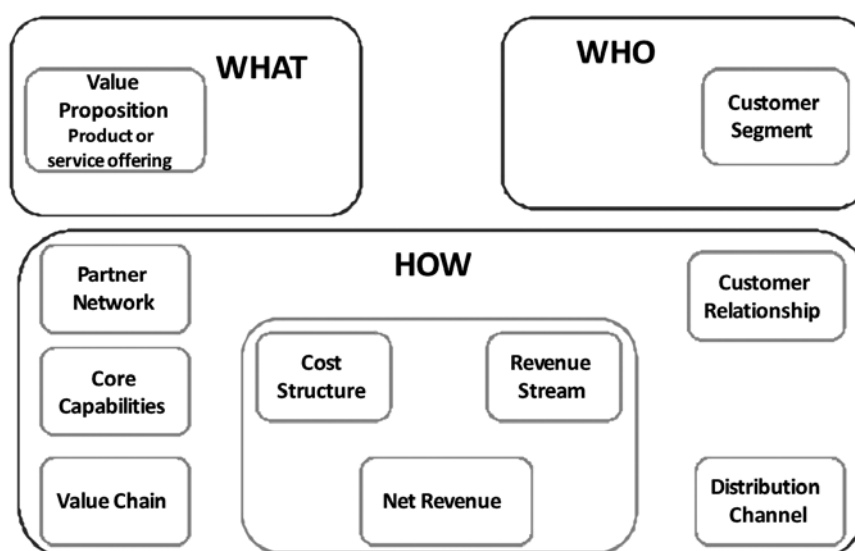 WHAT
Value
Proposition
Product or
service offering
WHO
Customer
Segment
HOW
Partner
Network
Core
Capabilities
Value Chain
Cost
Structure
Revenue
Stream
Net Revenue
Customer
Relationship
Distribution
Channel